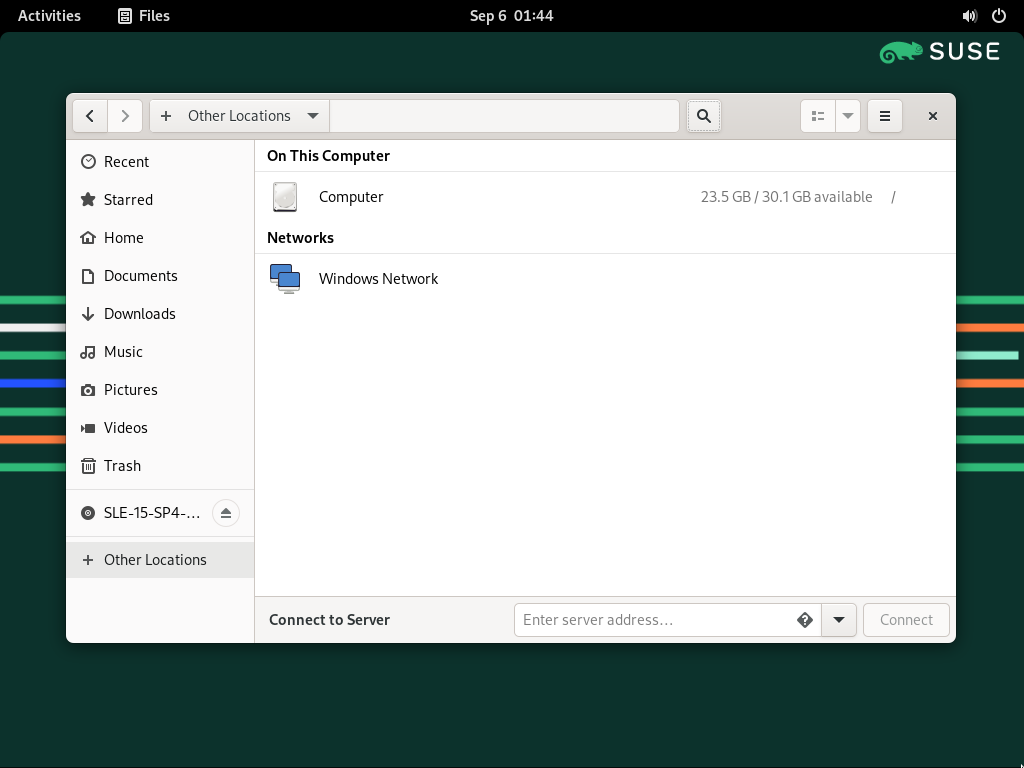 Activities Files Sep 6 01:44
SUSE
Other Locations
Recent
Starred
Home
Documents
Downloads
Music
Pictures
Videos
Trash
SLE-15-SP4-...
Other Locations
On This Computer
Computer 23.5 GB / 30.1 GB available /
Networks
Windows Network
Connect to Server Enter server address... Connect